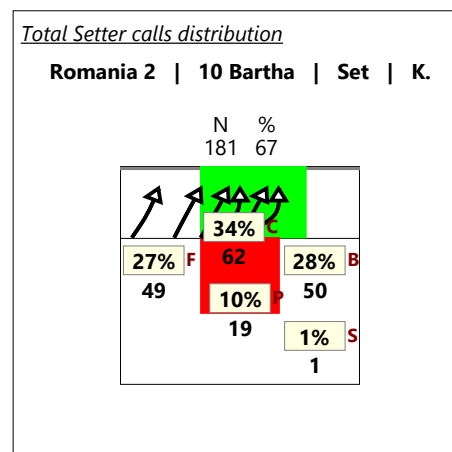 Total Setter calls distribution
Romania 2 | 10 Bartha | Set | K.
N %
181 67
34% C
27% F 62 28% B
49 10% P 50
19 1% S
1